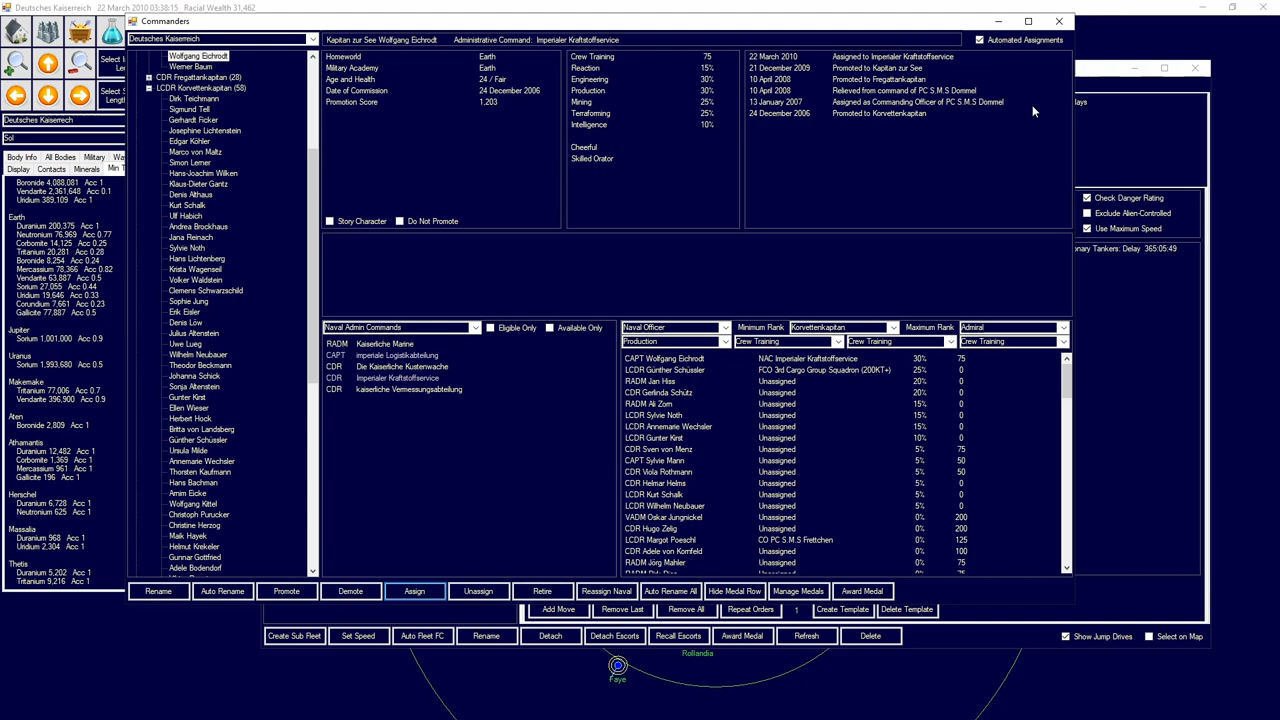 Deutsches Kaiserreich   22 March 2010 03:38:15   Racial Wealth 31,462
Commanders
Deutsches Kaiserreich
Kapitan zur See Wolfgang Eichrodt   Administrative Command: Imperialer Kraftstoffservice
Automated Assignments
Select I
Le
Select S
Length
Deutsches Kaiserreich
Sol
Body Info   All Bodies   Military   Wa
Display   Contacts   Minerals   Min T
Boronide 4,088,081 Acc 1
Vendarite 2,361,648 Acc 0.1
Uridium 389,109 Acc 1
Earth
Duranium 200,375 Acc 1
Neutronium 76,969 Acc 0.77
Corbomite 14,125 Acc 0.25
Tritanium 20,281 Acc 0.28
Boronide 8,254 Acc 0.24
Mercassium 78,366 Acc 0.82
Vendarite 63,887 Acc 0.5
Sorium 27,055 Acc 0.44
Uridium 19,646 Acc 0.33
Corundium 7,661 Acc 0.23
Gallicite 77,887 Acc 0.5
Jupiter
Sorium 1,001,000 Acc 0.9
Uranus
Sorium 1,993,680 Acc 0.5
Makemake
Tritanium 77,006 Acc 0.7
Vendarite 396,900 Acc 0.9
Aten
Boronide 2,809 Acc 1
Athamantis
Duranium 12,482 Acc 1
Corbomite 1,369 Acc 1
Mercassium 961 Acc 1
Gallicite 196 Acc 1
Herschel
Duranium 6,728 Acc 1
Neutronium 625 Acc 1
Massalia
Duranium 968 Acc 1
Uridium 2,304 Acc 1
Thetis
Duranium 5,202 Acc 1
Tritanium 9,216 Acc 1
Wolfgang Eichrodt
Werner Baum
CDR Fregattankapitan (28)
LCDR Korvettenkapitan (58)
Dirk Teichmann
Sigmund Tell
Gerhardt Ficker
Josephine Lichtenstein
Edgar Köhler
Marco von Maltz
Simon Lerner
Hans-Joachim Wilken
Klaus-Dieter Gantz
Denis Althaus
Kurt Schalk
Ulf Habich
Andrea Brockhaus
Jana Reinach
Sylvie Noth
Hans Lichtenberg
Krista Wagenseil
Volker Waldstein
Clemens Schwarzschild
Sophie Jung
Erik Eisler
Denis Löw
Julius Altenstein
Uwe Lueg
Wilhelm Neubauer
Theodor Beckendam
Johanna Schick
Sonja Altenstein
Gunter Kirst
Ellen Wieser
Herbert Hock
Britta von Landsberg
Günther Schüssler
Ursula Milde
Annemarie Wechsler
Thorsten Kaufmann
Hans Bachman
Arnim Eicke
Wolfgang Kittel
Christoph Purucker
Christine Herzog
Maik Hayek
Helmut Krekeler
Gunnar Gottfried
Adele Bodendorf
Homeworld   Earth
Military Academy   Earth
Age and Health   24 / Fair
Date of Commission   24 December 2006
Promotion Score   1,203
Story Character   Do Not Promote
Crew Training   75
Reaction   15%
Engineering   30%
Production   30%
Mining   25%
Terraforming   25%
Intelligence   10%
Cheerful
Skilled Orator
22 March 2010   Assigned to Imperialer Kraftstoffservice
21 December 2009   Promoted to Kapitan zur See
10 April 2008   Promoted to Fregattankapitan
10 April 2008   Relieved from command of PC S.M.S Dommel
13 January 2007   Assigned as Commanding Officer of PC S.M.S Dommel
24 December 2006   Promoted to Korvettenkapitan
lays
Check Danger Rating
Exclude Alien-Controlled
Use Maximum Speed
onary Tankers: Delay 365:05:49
Naval Admin Commands   Eligible Only   Available Only
RADM   Kaiserliche Marine
CAPT   imperiale Logistikabteilung
CDR   Die Kaiserliche Kustenwache
CDR   Imperialer Kraftstoffservice
CDR   kaiserliche Vermessungsabteilung
Naval Officer   Minimum Rank   Korvettenkapitan   Maximum Rank   Admiral
Production   Crew Training   Crew Training   Crew Training
CAPT Wolfgang Eichrodt   NAC Imperialer Kraftstoffservice   30%   75
LCDR Günther Schüssler   FCO 3rd Cargo Group Squadron (200KT+)   25%   0
RADM Jan Hiss   Unassigned   20%   0
CDR Gerlinda Schütz   Unassigned   20%   0
RADM Ali Zorn   Unassigned   15%   0
LCDR Sylvie Noth   Unassigned   15%   0
LCDR Annemarie Wechsler   Unassigned   15%   0
LCDR Gunter Kirst   Unassigned   10%   0
CDR Sven von Menz   Unassigned   5%   75
CAPT Sylvie Mann   Unassigned   5%   50
CDR Viola Rothmann   Unassigned   5%   50
CDR Helmar Helms   Unassigned   5%   0
LCDR Kurt Schalk   Unassigned   5%   0
LCDR Wilhelm Neubauer   Unassigned   5%   0
VADM Oskar Jungnickel   Unassigned   0%   200
CDR Hugo Zelig   Unassigned   0%   200
LCDR Margot Poeschl   CO PC S.M.S Frettchen   0%   125
CDR Adele von Kornfeld   Unassigned   0%   100
RADM Jörg Mahler   Unassigned   0%   75
Rename   Auto Rename   Promote   Demote   Assign   Unassign   Retire   Reassign Naval   Auto Rename All   Hide Medal Row   Manage Medals   Award Medal
Add Move   Remove Last   Remove All   Repeat Orders   1   Create Template   Delete Template
Create Sub Fleet   Set Speed   Auto Fleet FC   Rename   Detach   Detach Escorts   Recall Escorts   Award Medal   Refresh   Delete   Show Jump Drives   Select on Map
Rollandia
Faye